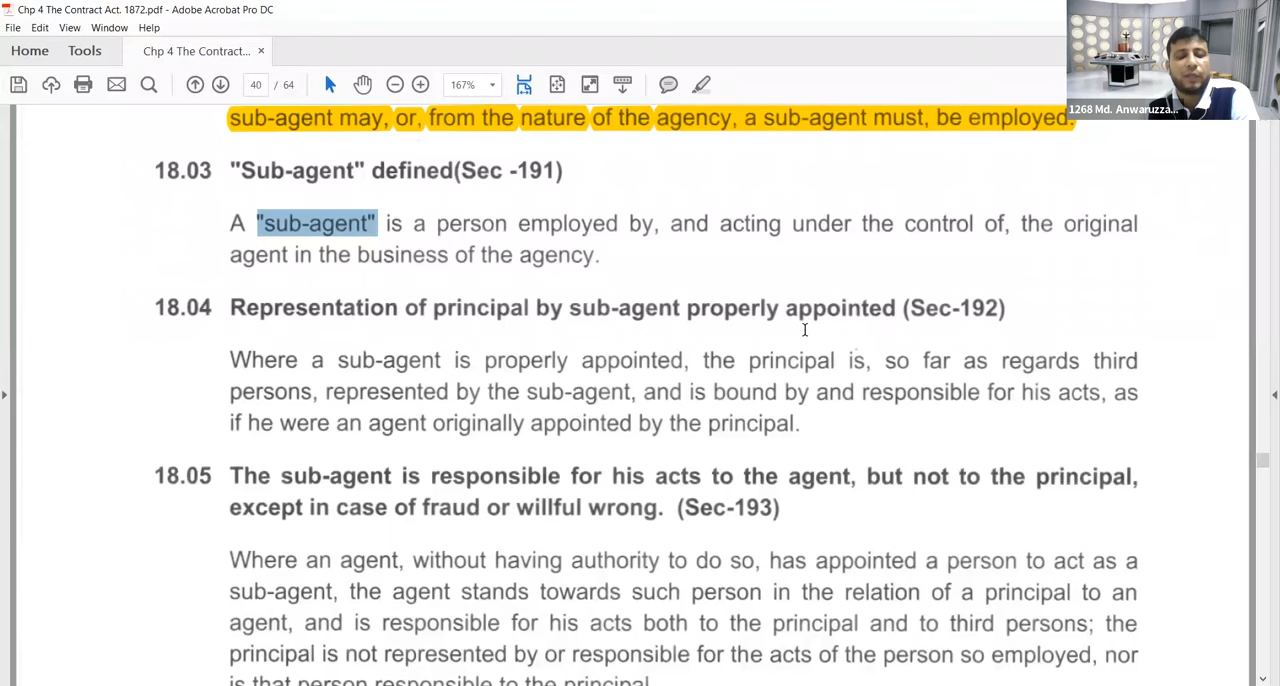 Chp 4 The Contract Act. 1872.pdf - Adobe Acrobat Pro DC
File Edit View Window Help
Home Tools Chp 4 The Contract... ×
40 / 64 167%
1268 Md. Anwaruzza...
sub-agent may, or, from the nature of the agency, a sub-agent must, be employed.
18.03 "Sub-agent" defined(Sec -191)
A "sub-agent" is a person employed by, and acting under the control of, the original
agent in the business of the agency.
18.04 Representation of principal by sub-agent properly appointed (Sec-192)
Where a sub-agent is properly appointed, the principal is, so far as regards third
persons, represented by the sub-agent, and is bound by and responsible for his acts, as
if he were an agent originally appointed by the principal.
18.05 The sub-agent is responsible for his acts to the agent, but not to the principal,
except in case of fraud or willful wrong. (Sec-193)
Where an agent, without having authority to do so, has appointed a person to act as a
sub-agent, the agent stands towards such person in the relation of a principal to an
agent, and is responsible for his acts both to the principal and to third persons; the
principal is not represented by or responsible for the acts of the person so employed, nor
is that person responsible to the principal.